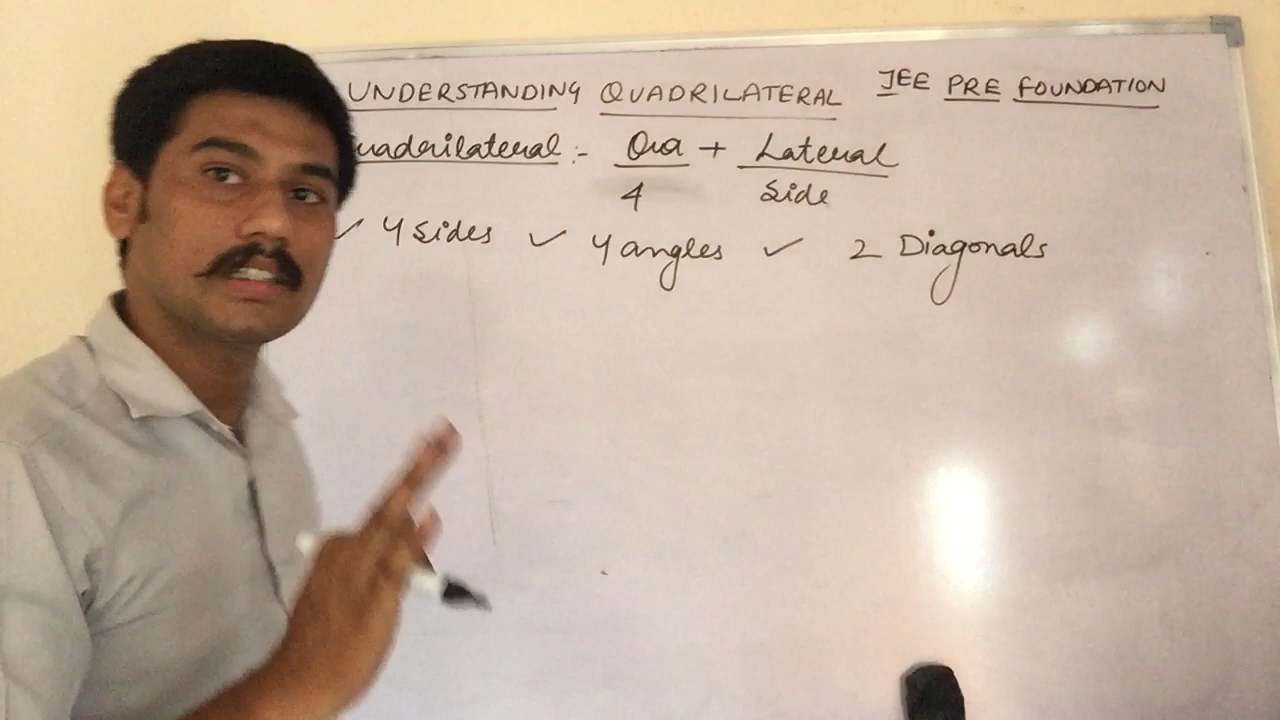 UNDERSTANDING QUADRILATERAL JEE PRE FOUNDATION
uadrilateral :- Qua + Lateral
4 Side
✓ 4 sides ✓ 4 angles ✓ 2 Diagonals